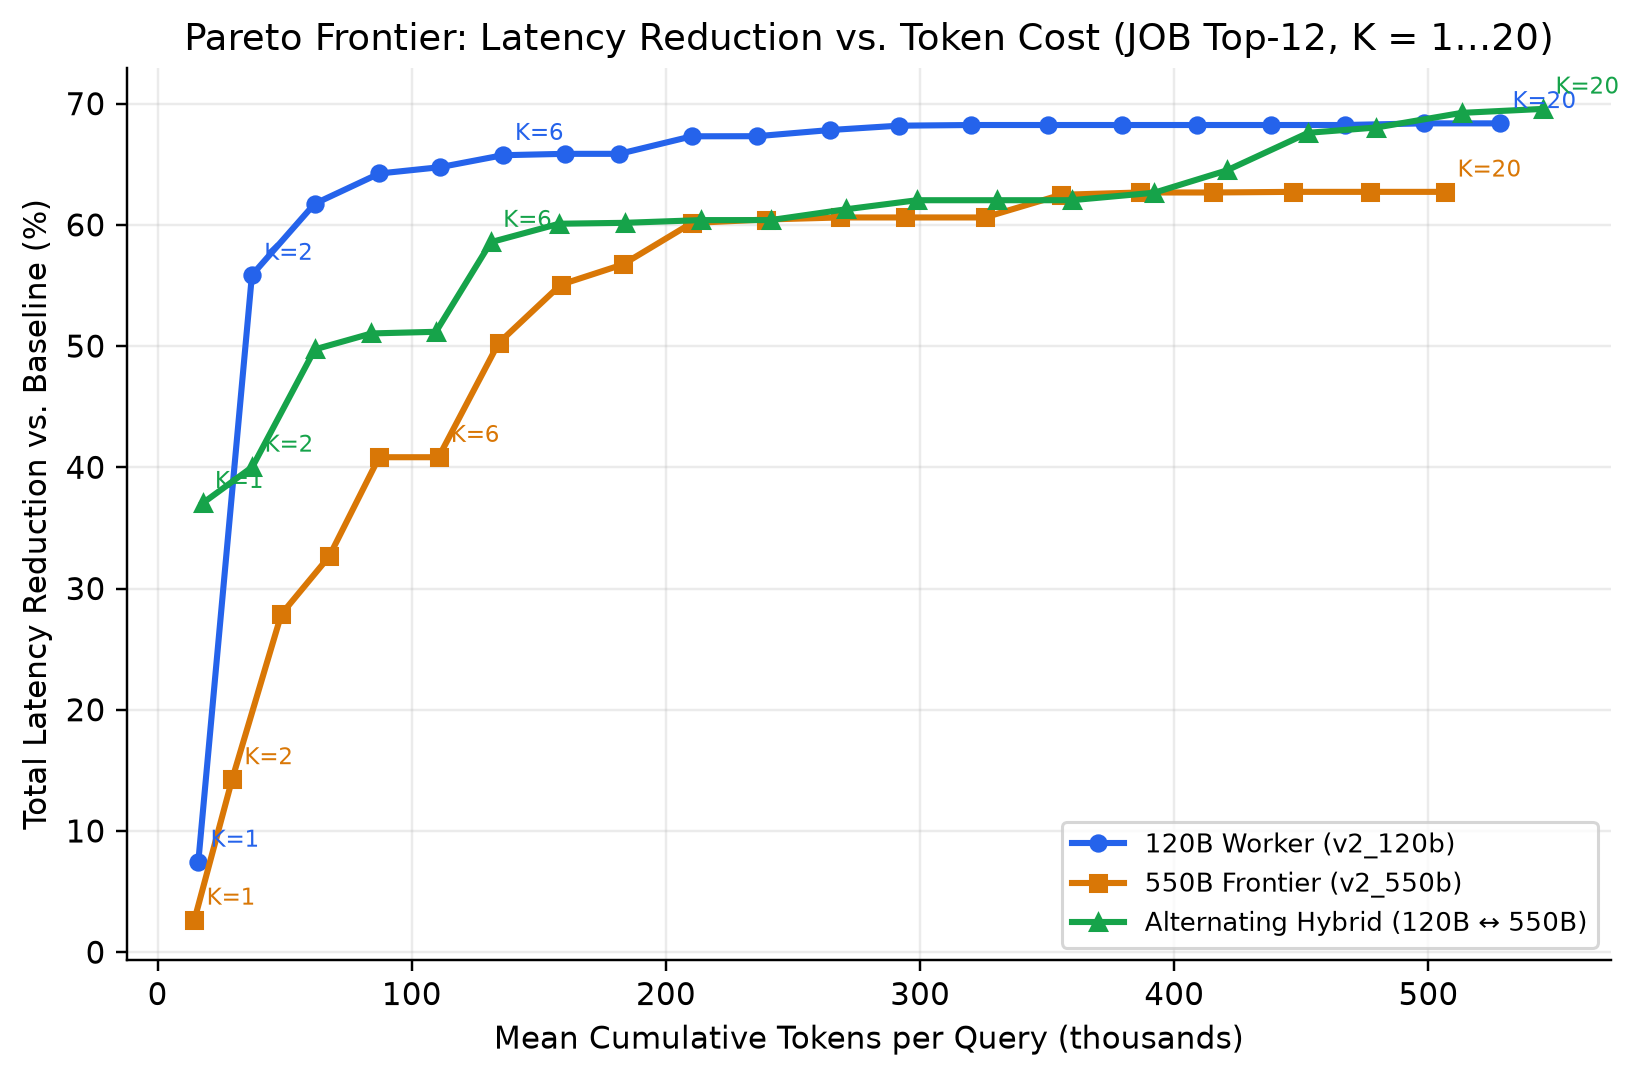 Pareto Frontier: Latency Reduction vs. Token Cost (JOB Top-12, K = 1...20)
Total Latency Reduction vs. Baseline (%)
70
60
50
40
30
20
10
0
K=20
K=20
K=6
K=20
K=2
K=6
K=2
K=1
K=6
K=2
K=1
K=1
120B Worker (v2_120b)
550B Frontier (v2_550b)
Alternating Hybrid (120B ↔ 550B)
0 100 200 300 400 500
Mean Cumulative Tokens per Query (thousands)